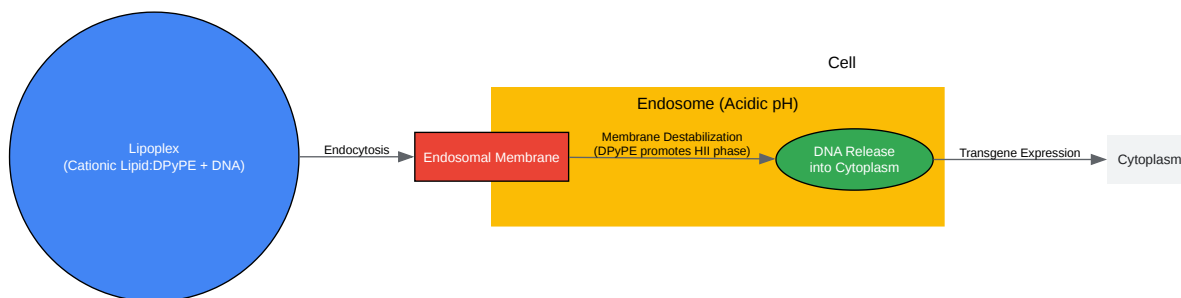 Cell
Endosome (Acidic pH)
Lipoplex
(Cationic Lipid:DPyPE + DNA)
Endocytosis
Endosomal Membrane
Membrane Destabilization
(DPyPE promotes HII phase)
DNA Release
into Cytoplasm
Transgene Expression
Cytoplasm